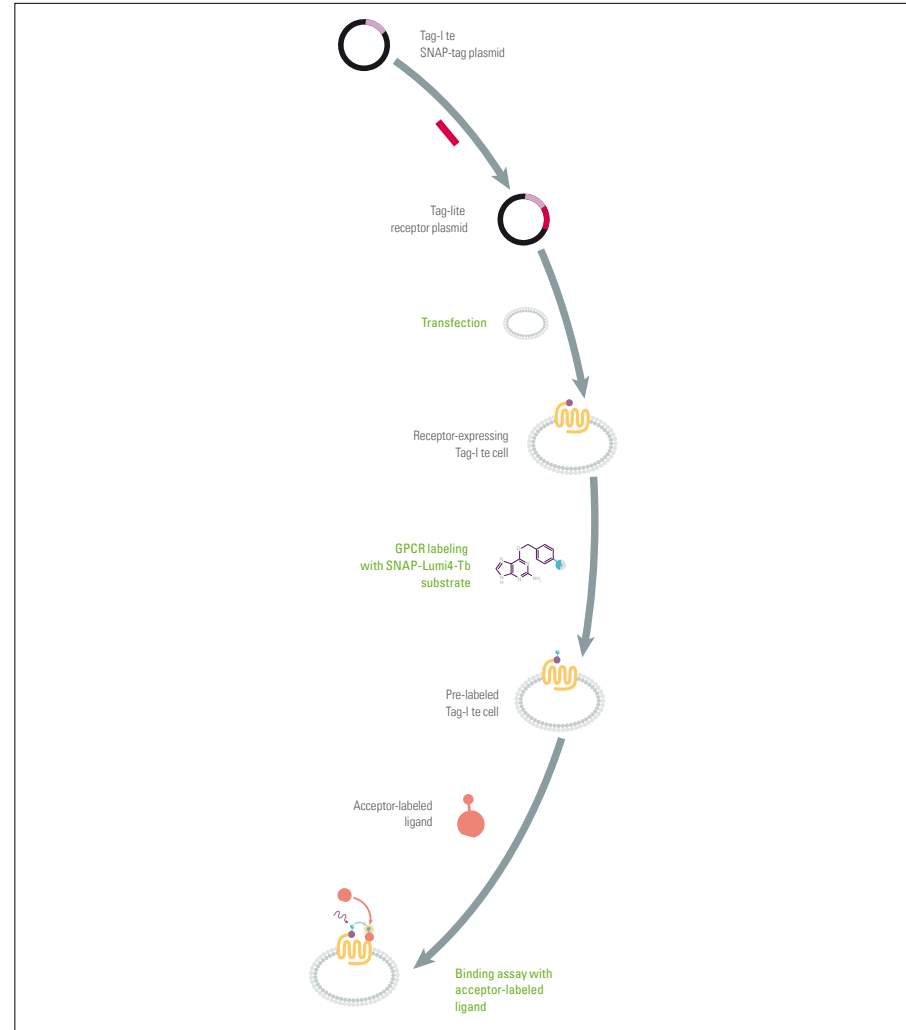 Tag-l te
SNAP-tag plasmid
Tag-lite
receptor plasmid
Transfection
Receptor-expressing
Tag-l te cell
GPCR labeling
with SNAP-Lumi4-Tb
substrate
Pre-labeled
Tag-l te cell
Acceptor-labeled
ligand
Binding assay with
acceptor-labeled
ligand